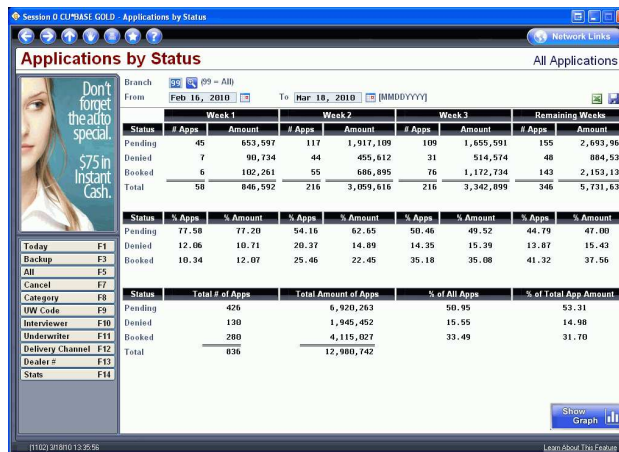 Session 0 CU*BASE GOLD - Applications by Status
Network Links
Applications by Status
All Applications
Don't
forget
the auto
special.
$75 in
Instant
Cash.
Branch 99 (99 = All)
From Feb 16, 2010 To Mar 18, 2010 [MMDDYYYY]
Week 1 Week 2 Week 3 Remaining Weeks
Status # Apps Amount # Apps Amount # Apps Amount # Apps Amount
Pending 45 653,597 117 1,917,109 109 1,655,591 155 2,693,96
Denied 7 90,734 44 455,612 31 514,574 48 884,53
Booked 6 102,261 55 686,895 76 1,172,734 143 2,153,13
Total 58 846,592 216 3,059,616 216 3,342,899 346 5,731,63
Status % Apps % Amount % Apps % Amount % Apps % Amount % Apps % Amount
Pending 77.58 77.20 54.16 62.65 50.46 49.52 44.79 47.00
Denied 12.06 10.71 20.37 14.89 14.35 15.39 13.87 15.43
Booked 10.34 12.07 25.46 22.45 35.18 35.08 41.32 37.56
Status Total # of Apps Total Amount of Apps % of All Apps % of Total App Amount
Pending 426 6,920,263 50.95 53.31
Denied 130 1,945,452 15.55 14.98
Booked 280 4,115,027 33.49 31.70
Total 836 12,980,742
Today F1
Backup F3
All F5
Cancel F7
Category F8
UW Code F9
Interviewer F10
Underwriter F11
Delivery Channel F12
Dealer # F13
Stats F14
Show
Graph
(1102) 3/18/10 13:35:56
Learn About This Feature